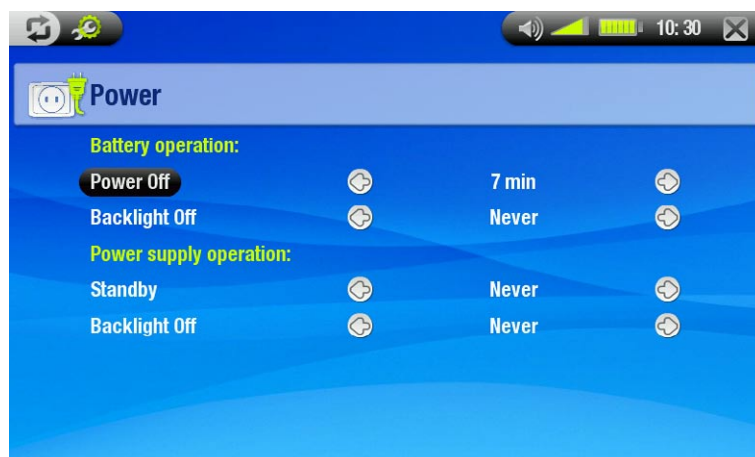 10:30
Power
Battery operation:
Power Off 7 min
Backlight Off Never
Power supply operation:
Standby Never
Backlight Off Never